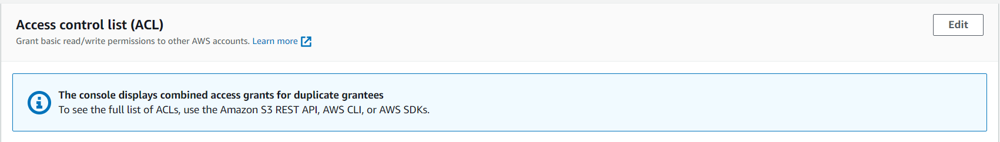 Access control list (ACL)
Edit
Grant basic read/write permissions to other AWS accounts. Learn more
The console displays combined access grants for duplicate grantees
To see the full list of ACLs, use the Amazon S3 REST API, AWS CLI, or AWS SDKs.